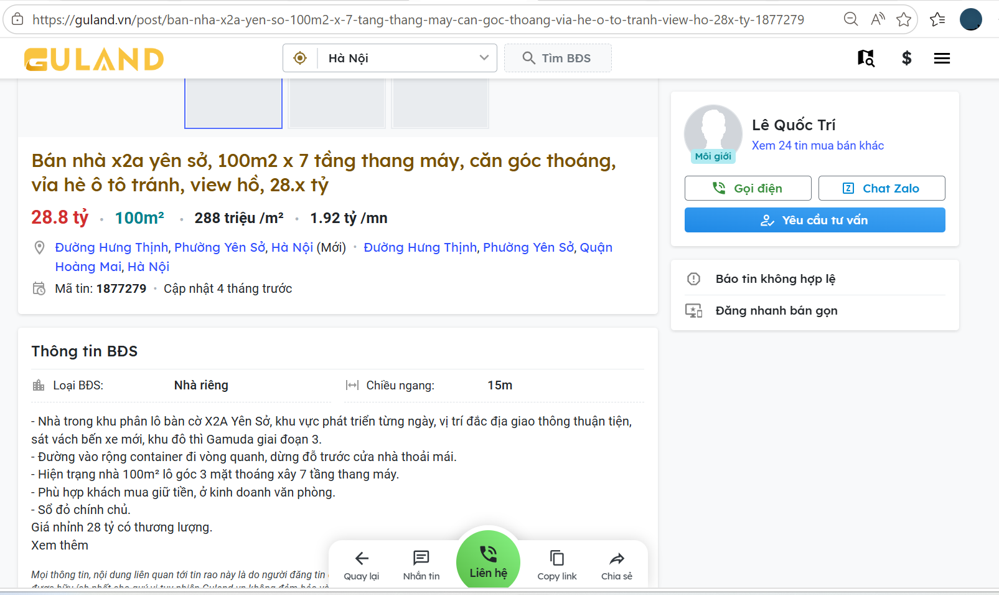 https://guland.vn/post/ban-nha-x2a-yen-so-100m2-x-7-tang-thang-may-can-goc-thoang-via-he-o-to-tranh-view-ho-28x-ty-1877279
GULAND
Hà Nội
Tìm BĐS
Bán nhà x2a yên sở, 100m2 x 7 tầng thang máy, căn góc thoáng,
vỉa hè ô tô tránh, view hồ, 28.x tỷ
28.8 tỷ • 100m² • 288 triệu /m² • 1.92 tỷ /mn
Đường Hưng Thịnh, Phường Yên Sở, Hà Nội (Mới) • Đường Hưng Thịnh, Phường Yên Sở, Quận
Hoàng Mai, Hà Nội
Mã tin: 1877279 • Cập nhật 4 tháng trước
Lê Quốc Trí
Xem 24 tin mua bán khác
Môi giới
Gọi điện
Chat Zalo
Yêu cầu tư vấn
Báo tin không hợp lệ
Đăng nhanh bán gọn
Thông tin BĐS
Loại BĐS: Nhà riêng
Chiều ngang: 15m
- Nhà trong khu phân lô bàn cờ X2A Yên Sở, khu vực phát triển từng ngày, vị trí đắc địa giao thông thuận tiện,
sát vách bến xe mới, khu đô thì Gamuda giai đoạn 3.
- Đường vào rộng container đi vòng quanh, dừng đỗ trước cửa nhà thoải mái.
- Hiện trạng nhà 100m² lô góc 3 mặt thoáng xây 7 tầng thang máy.
- Phù hợp khách mua giữ tiền, ở kinh doanh văn phòng.
- Sổ đỏ chính chủ.
Giá nhỉnh 28 tỷ có thương lượng.
Xem thêm
Mọi thông tin, nội dung liên quan tới tin rao này là do người đăng tin
Quay lại
Nhắn tin
Liên hệ
Copy link
Chia sẻ